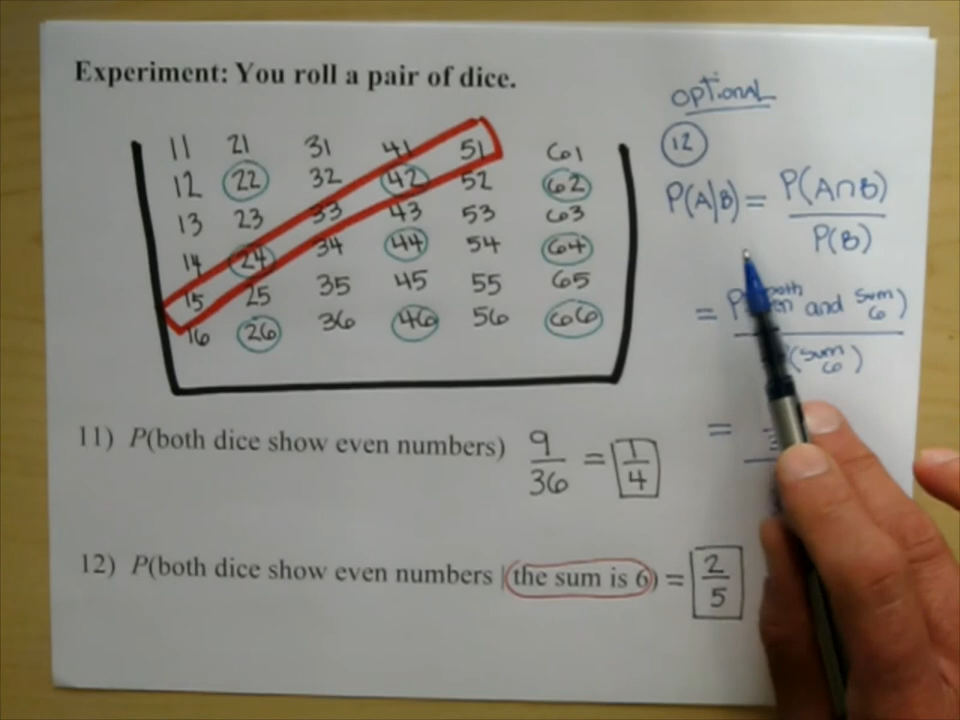 Experiment: You roll a pair of dice.
11 21 31 41 51 61
12 22 32 42 52 62
13 23 33 43 53 63
14 24 34 44 54 64
15 25 35 45 55 65
16 26 36 46 56 66
11) P(both dice show even numbers) 9/36 = 1/4
12) P(both dice show even numbers | the sum is 6) = 2/5
optional
12
P(A|B) = P(A∩B)
P(B)
= P( both and sum 6)
(sum 6)
=